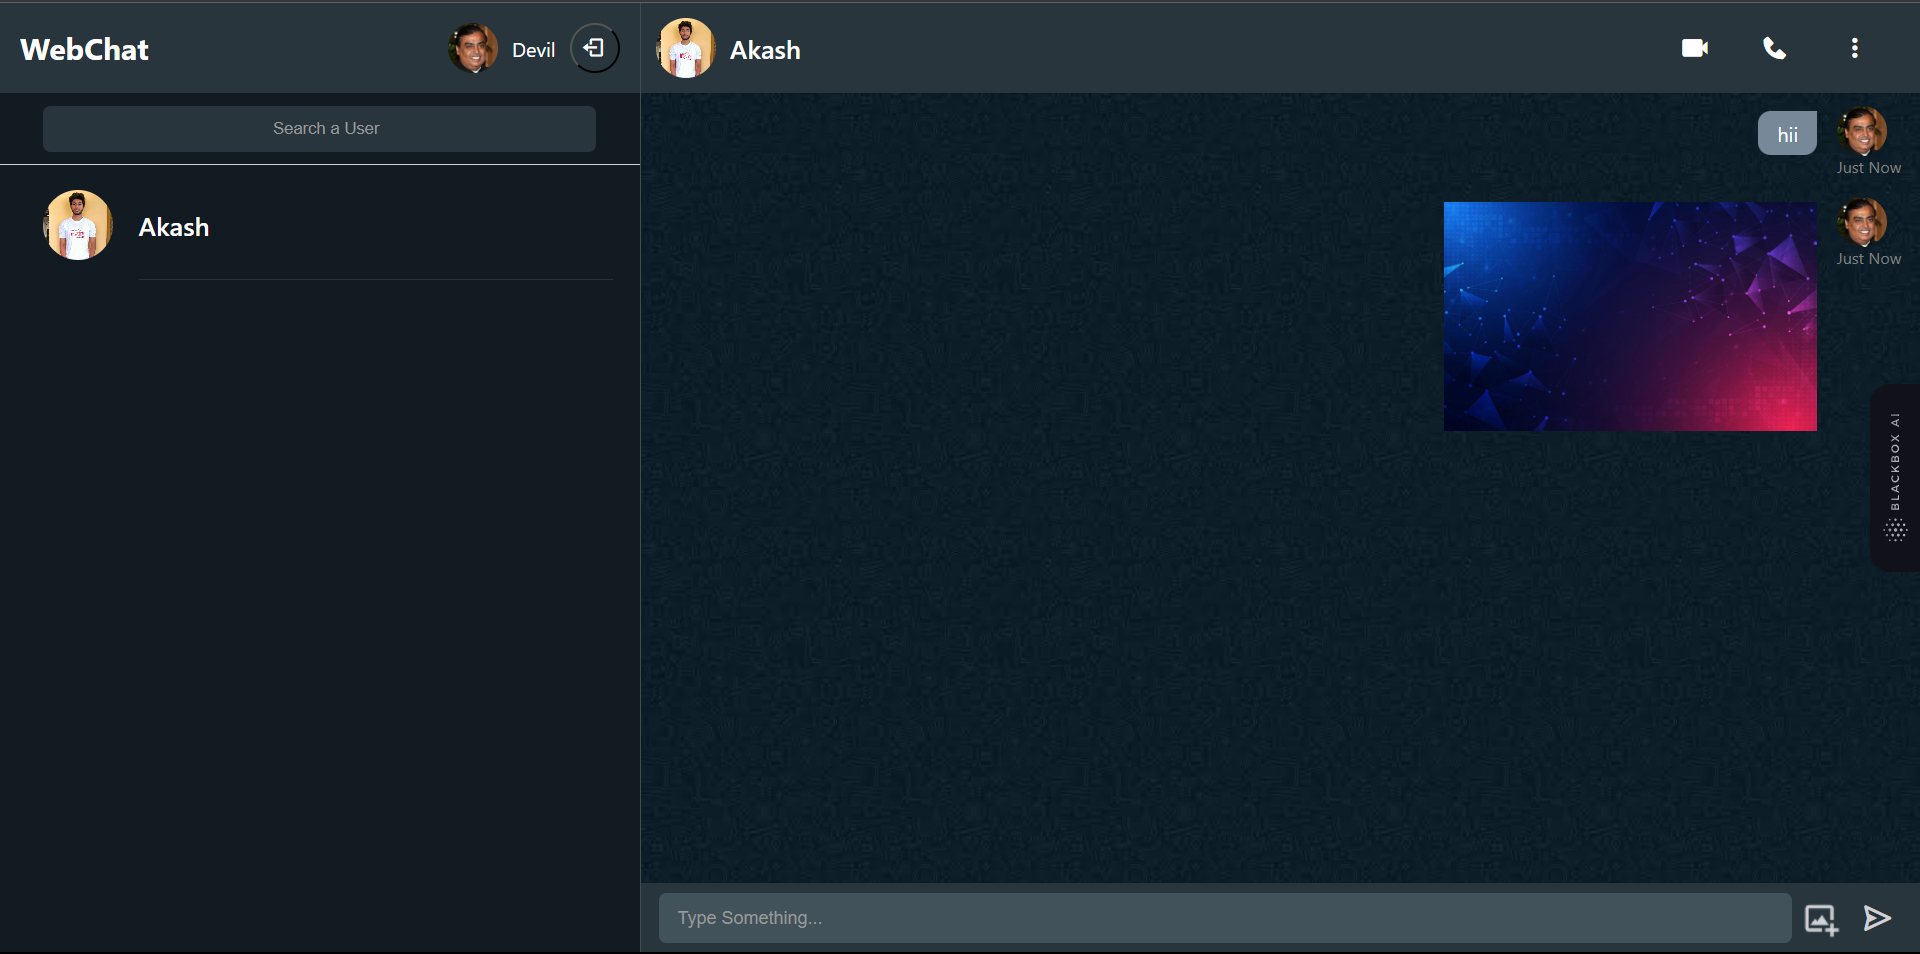 WebChat
Devil
Search a User
Akash
Akash
hii
Just Now
Just Now
BLACKBOX AI
Type Something...